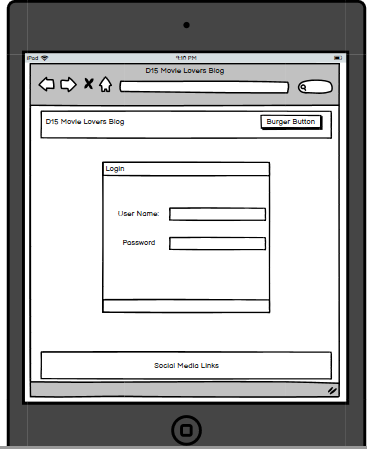 iPad
9:10 PM
D15 Movie Lovers Blog
D15 Movie Lovers Blog
Burger Button
Login
User Name:
Password
Social Media Links